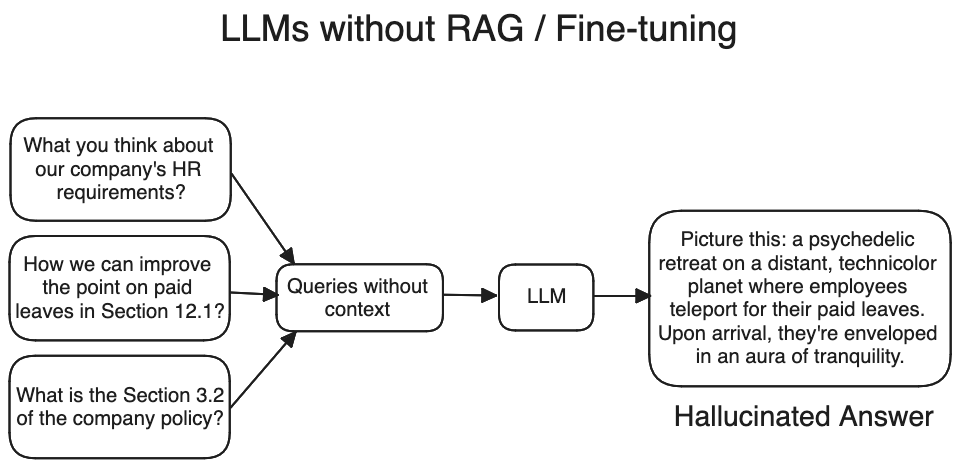 LLMs without RAG / Fine-tuning
What you think about
our company's HR
requirements?
How we can improve
the point on paid
leaves in Section 12.1?
What is the Section 3.2
of the company policy?
Queries without
context
LLM
Picture this: a psychedelic
retreat on a distant, technicolor
planet where employees
teleport for their paid leaves.
Upon arrival, they're enveloped
in an aura of tranquility.
Hallucinated Answer